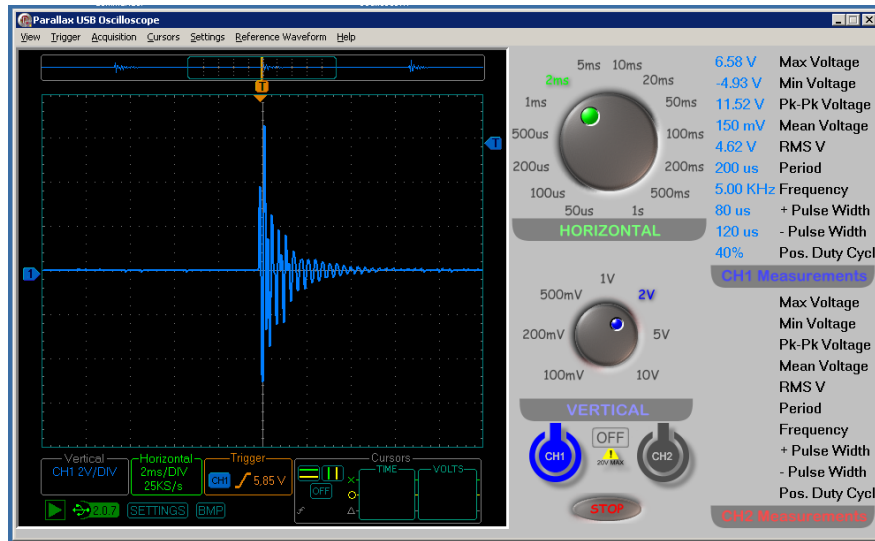 Parallax USB Oscilloscope
View Trigger Acquisition Cursors Settings Reference Waveform Help
T
T
1
Vertical
CH1 2V/DIV
Horizontal
2ms/DIV
25KS/s
Trigger
CH1 5.85 V
Cursors
OFF
TIME
VOLTS
X
O
Δ
2.0.7 SETTINGS BMP
5ms 10ms
2ms 20ms
1ms 50ms
500us 100ms
200us 200ms
100us 500ms
50us 1s
HORIZONTAL
1V
500mV 2V
200mV 5V
100mV 10V
VERTICAL
CH1
OFF
20V MAX
CH2
STOP
6.58 V Max Voltage
-4.93 V Min Voltage
11.52 V Pk-Pk Voltage
150 mV Mean Voltage
4.62 V RMS V
200 us Period
5.00 KHz Frequency
80 us + Pulse Width
120 us - Pulse Width
40% Pos. Duty Cycl
CH1 Measurements
Max Voltage
Min Voltage
Pk-Pk Voltage
Mean Voltage
RMS V
Period
Frequency
+ Pulse Width
- Pulse Width
Pos. Duty Cycl
CH2 Measurements